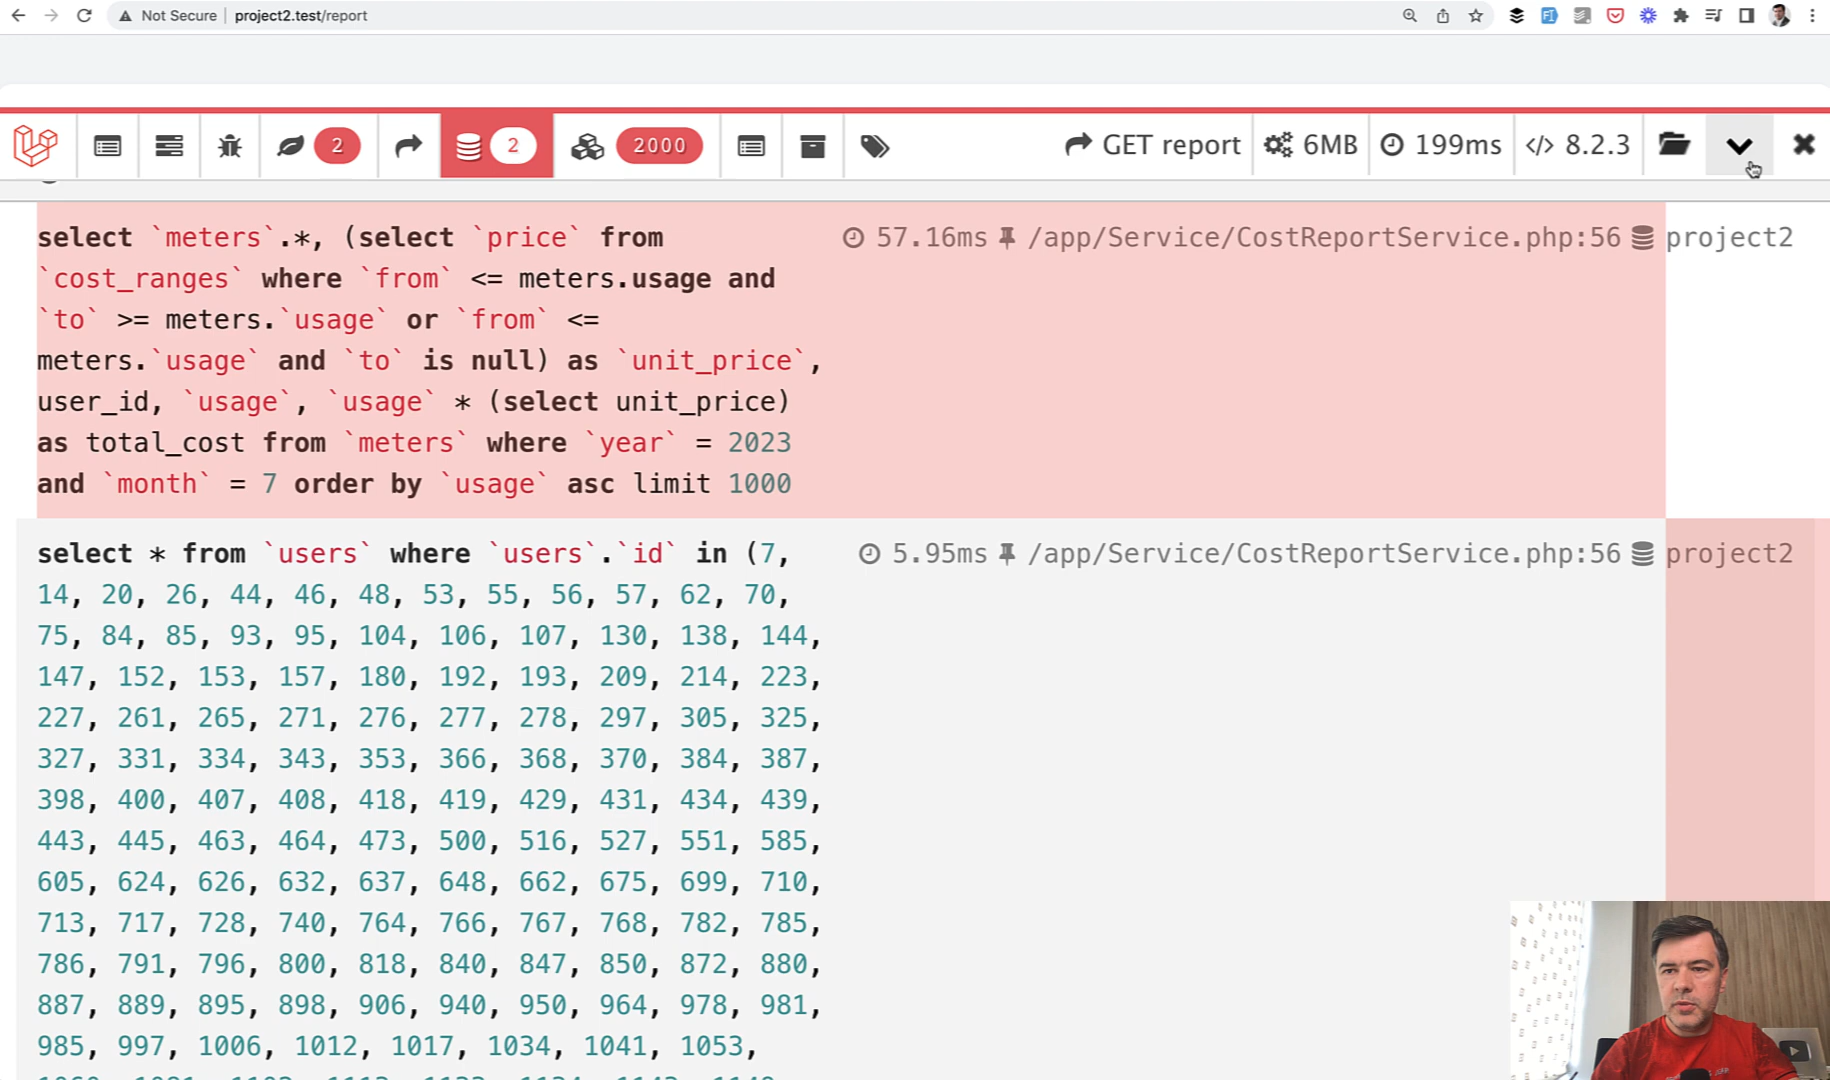 Not Secure project2.test/report
2 2 2000 GET report 6MB 199ms </> 8.2.3
select `meters`.*, (select `price` from 57.16ms /app/Service/CostReportService.php:56 project2
`cost_ranges` where `from` <= meters.usage and
`to` >= meters.`usage` or `from` <=
meters.`usage` and `to` is null) as `unit_price`,
user_id, `usage`, `usage` * (select unit_price)
as total_cost from `meters` where `year` = 2023
and `month` = 7 order by `usage` asc limit 1000
select * from `users` where `users`.`id` in (7, 5.95ms /app/Service/CostReportService.php:56 project2
14, 20, 26, 44, 46, 48, 53, 55, 56, 57, 62, 70,
75, 84, 85, 93, 95, 104, 106, 107, 130, 138, 144,
147, 152, 153, 157, 180, 192, 193, 209, 214, 223,
227, 261, 265, 271, 276, 277, 278, 297, 305, 325,
327, 331, 334, 343, 353, 366, 368, 370, 384, 387,
398, 400, 407, 408, 418, 419, 429, 431, 434, 439,
443, 445, 463, 464, 473, 500, 516, 527, 551, 585,
605, 624, 626, 632, 637, 648, 662, 675, 699, 710,
713, 717, 728, 740, 764, 766, 767, 768, 782, 785,
786, 791, 796, 800, 818, 840, 847, 850, 872, 880,
887, 889, 895, 898, 906, 940, 950, 964, 978, 981,
985, 997, 1006, 1012, 1017, 1034, 1041, 1053,